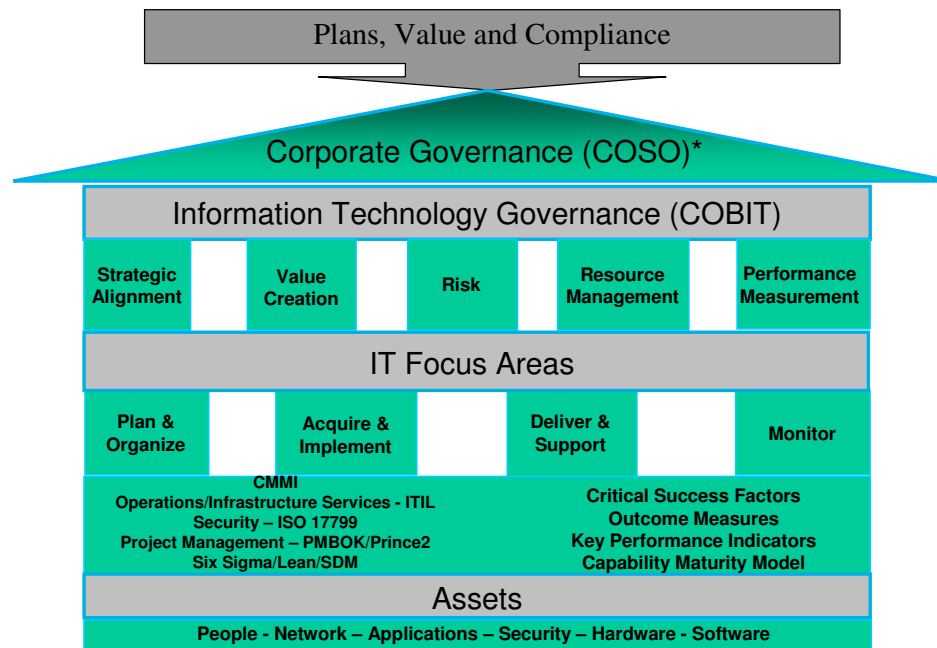 Plans, Value and Compliance
Corporate Governance (COSO)*
Information Technology Governance (COBIT)
Strategic
Alignment
Value
Creation
Risk
Resource
Management
Performance
Measurement
IT Focus Areas
Plan &
Organize
Acquire &
Implement
Deliver &
Support
Monitor
CMMI
Operations/Infrastructure Services - ITIL
Security – ISO 17799
Project Management – PMBOK/Prince2
Six Sigma/Lean/SDM
Critical Success Factors
Outcome Measures
Key Performance Indicators
Capability Maturity Model
Assets
People - Network – Applications – Security – Hardware - Software